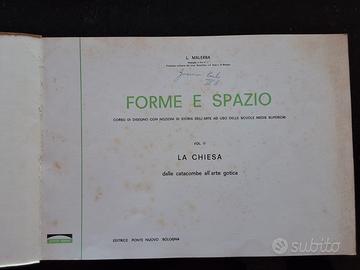 L. MALERBA
FORME E SPAZIO
CORSO DI DISEGNO CON NOZIONI DI STORIA DELL'ARTE AD USO DELLE SCUOLE MEDIE SUPERIORI
VOL. II
LA CHIESA
dalle catacombe all'arte gotica
EDITRICE PONTE NUOVO BOLOGNA
subito